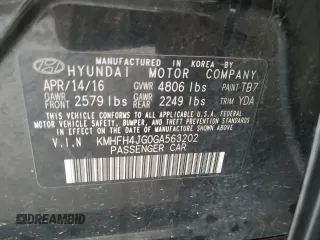 MANUFACTURED IN KOREA BY
HYUNDAI MOTOR COMPANY
APR/14/16 GVWR 4806 lbs PAINT TB7
GAWR FRONT 2579 lbs GAWR REAR 2249 lbs TRIM YDA
THIS VEHICLE CONFORMS TO ALL APPLICABLE FEDERAL
MOTOR VEHICLE SAFETY, BUMPER, AND THEFT PREVENTION
STANDARDS IN EFFECT ON THE DATE OF MANUFACTURE
SHOWN ABOVE.
V.I.N KMHFH4JG0GA563202
PASSENGER CAR
DREAMBID